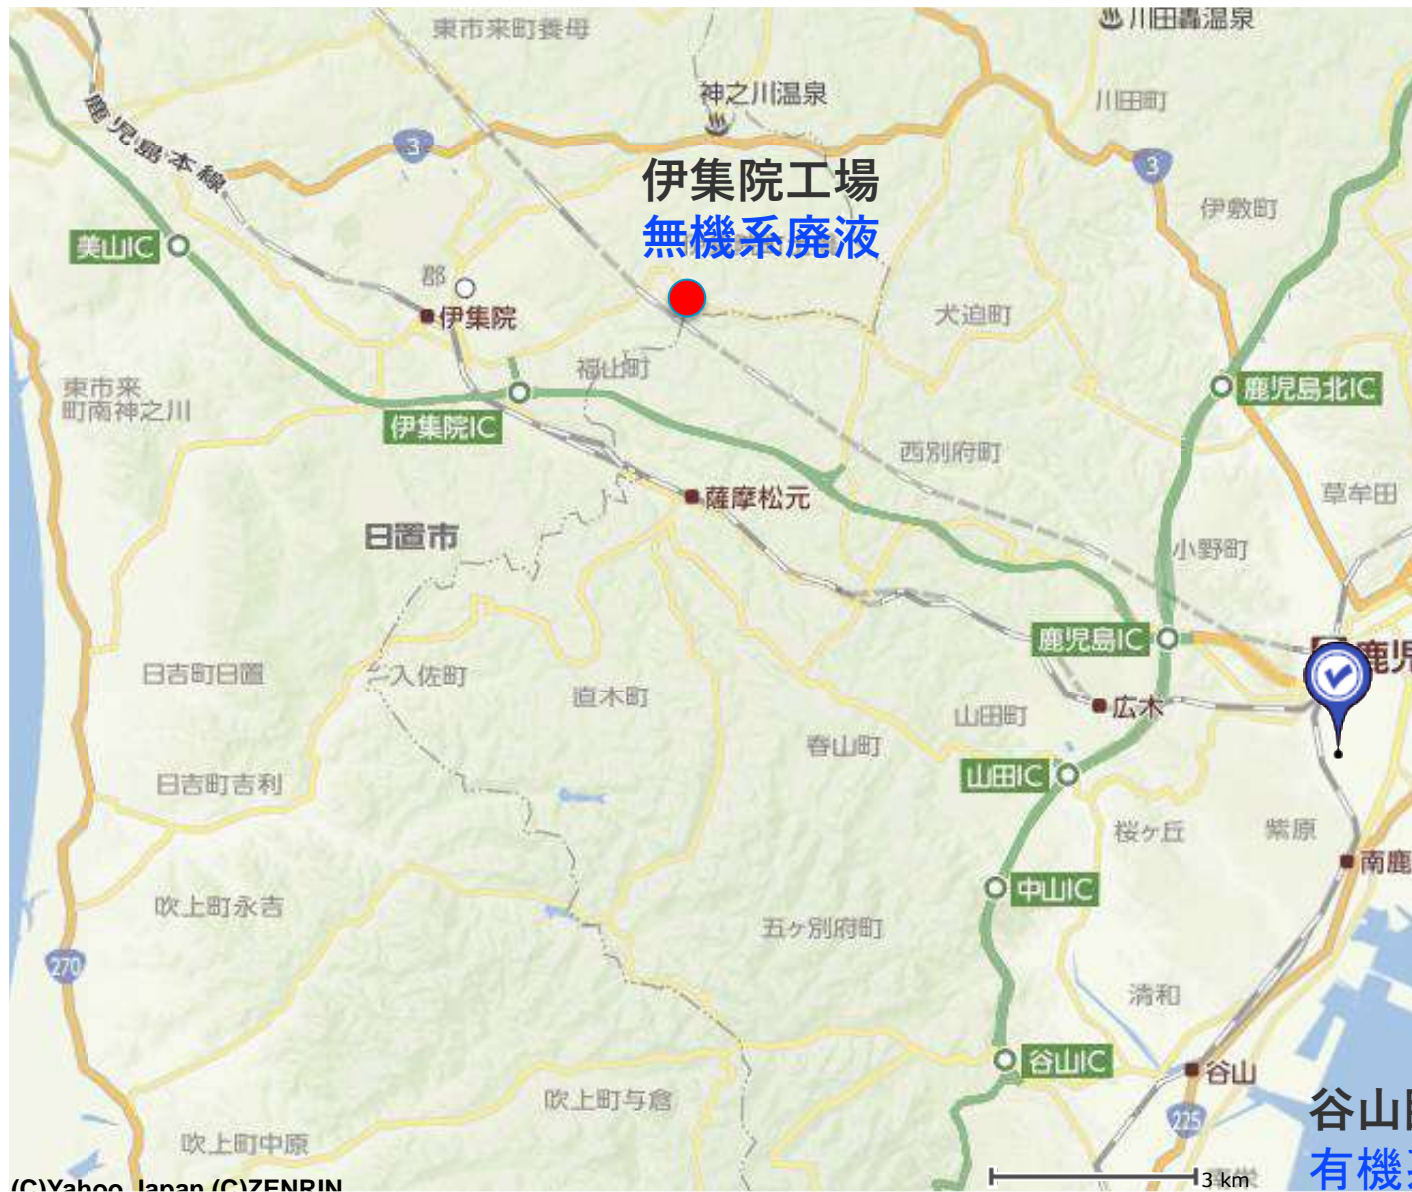 東市来町養母
川田轟温泉
神之川温泉
川田町
鹿児島本線
3
3
伊集院工場
無機系廃液
伊敷町
美山IC
郡
伊集院
犬迫町
福山町
東市来
町南神之川
鹿児島北IC
伊集院IC
西別府町
薩摩松元
草牟田
日置市
小野町
鹿児島IC
鹿児
日吉町日置
入佐町
直木町
広木
山田町
春山町
山田IC
日吉町吉利
桜ヶ丘
紫原
南鹿
中山IC
吹上町永吉
五ヶ別府町
270
清和
谷山IC
谷山
吹上町与倉
谷山
225
吹上町中原
有機
3 km
(C)Yahoo Japan,(C)ZENRIN